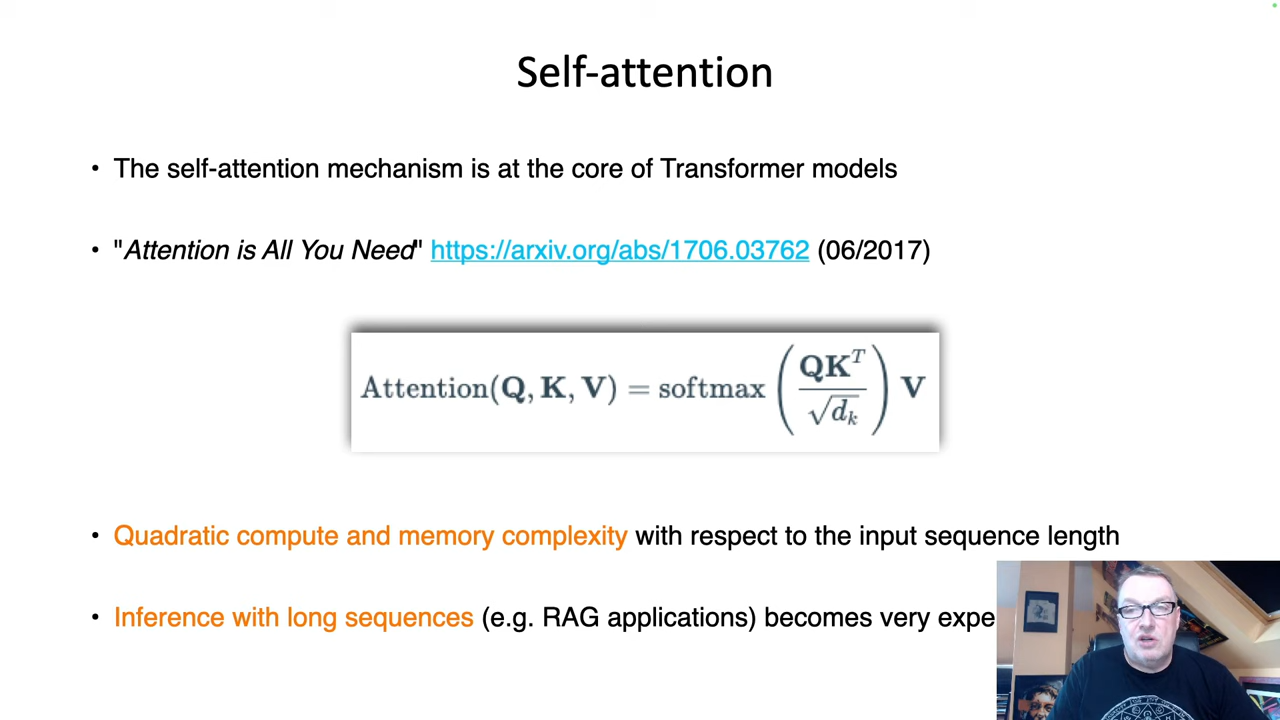 Self-attention
• The self-attention mechanism is at the core of Transformer models
• "Attention is All You Need" https://arxiv.org/abs/1706.03762 (06/2017)
Attention(Q, K, V) = softmax(QK^T / √d_k) V
• Quadratic compute and memory complexity with respect to the input sequence length
• Inference with long sequences (e.g. RAG applications) becomes very expe